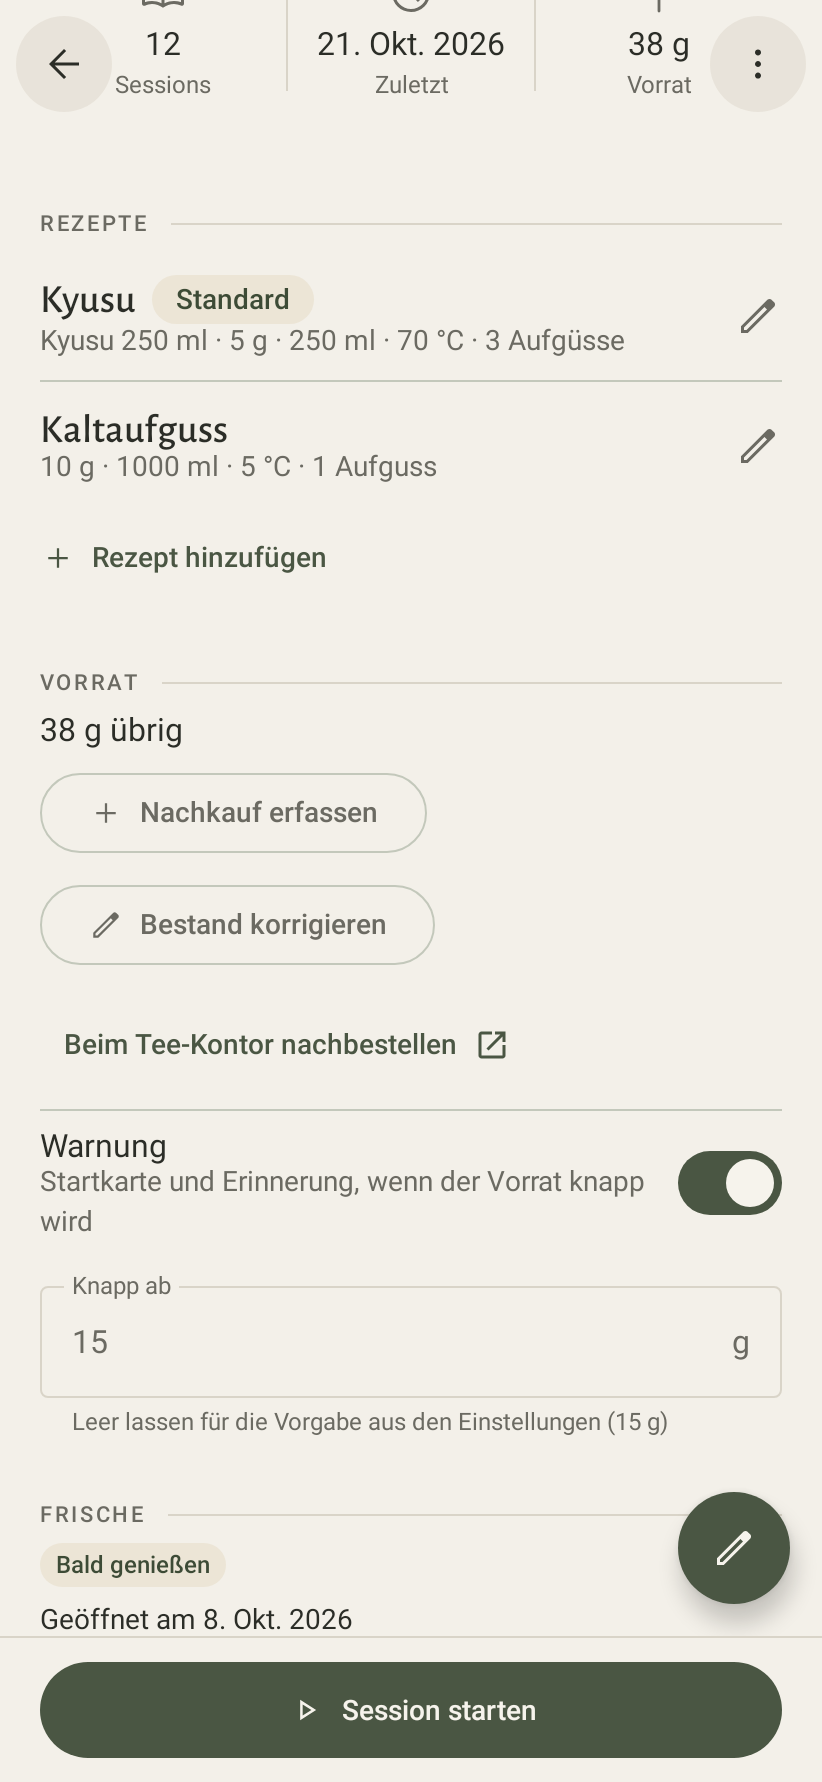 12
Sessions
21. Okt. 2026
Zuletzt
38 g
Vorrat
REZEPTE
Kyusu Standard
Kyusu 250 ml · 5 g · 250 ml · 70 °C · 3 Aufgüsse
Kaltaufguss
10 g · 1000 ml · 5 °C · 1 Aufguss
Rezept hinzufügen
VORRAT
38 g übrig
Nachkauf erfassen
Bestand korrigieren
Beim Tee-Kontor nachbestellen
Warnung
Startkarte und Erinnerung, wenn der Vorrat knapp
wird
Knapp ab
15 g
Leer lassen für die Vorgabe aus den Einstellungen (15 g)
FRISCHE
Bald genießen
Geöffnet am 8. Okt. 2026
Session starten